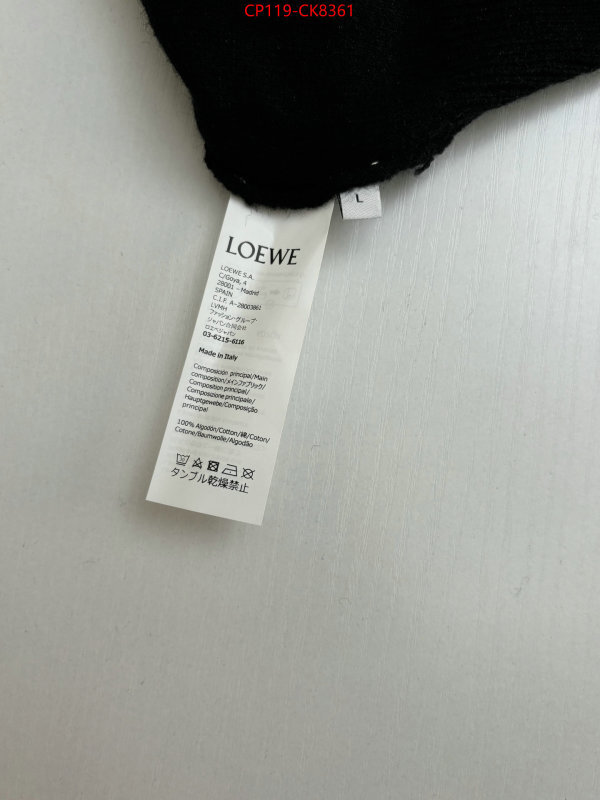 CP119-CK8361
L
LOEWE
LOEWE S.A.
C/Goya, 4
28001 - Madrid
SPAIN
C.I.F. A-28003861
LVMH
ファッション・グループ
ジャパン合同会社
ロエベジャパン
03-6215-6116
Made in Italy
Composición principal/Main
composition/メインファブリック/
Composition principal/
Composizione principale/
Hauptgewebe/Composição
principal
100% Algodón/Cotton/綿/Coton/
Cotone/Baumwolle/Algodão
タンブル乾燥禁止